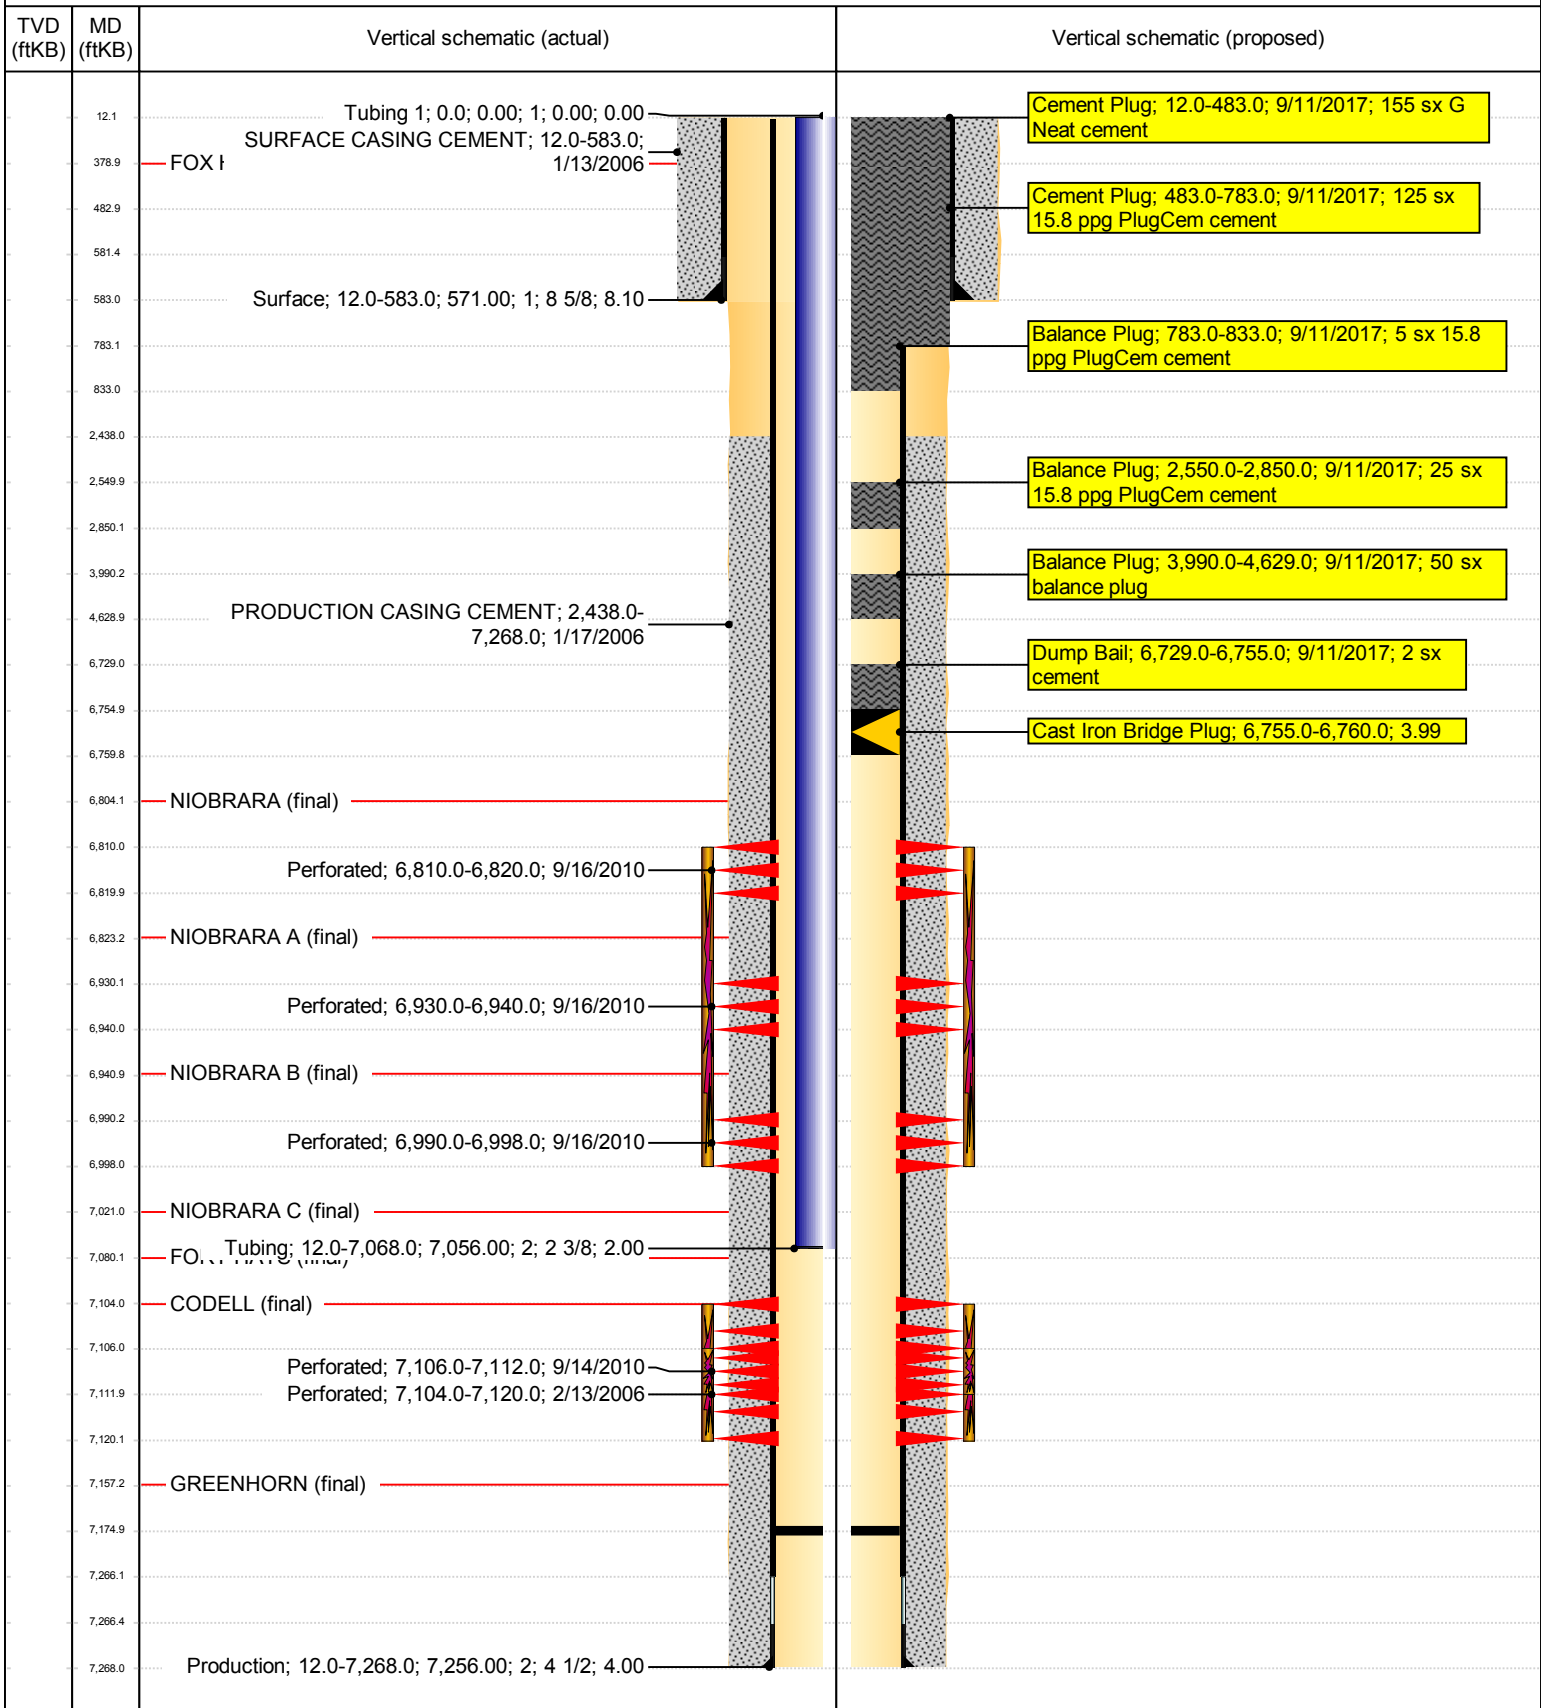 TVD (ftKB)
MD (ftKB)
Vertical schematic (actual)
Vertical schematic (proposed)
12.1
Tubing 1; 0.0; 0.00; 1; 0.00; 0.00
Cement Plug; 12.0-483.0; 9/11/2017; 155 sx G
Neat cement
SURFACE CASING CEMENT; 12.0-583.0;
1/13/2006
378.9
FOX
482.9
Cement Plug; 483.0-783.0; 9/11/2017; 125 sx
15.8 ppg PlugCem cement
581.4
583.0
Surface; 12.0-583.0; 571.00; 1; 8 5/8; 8.10
783.1
Balance Plug; 783.0-833.0; 9/11/2017; 5 sx 15.8
ppg PlugCem cement
833.0
2,438.0
2,549.9
Balance Plug; 2,550.0-2,850.0; 9/11/2017; 25 sx
15.8 ppg PlugCem cement
2,850.1
3,990.2
Balance Plug; 3,990.0-4,629.0; 9/11/2017; 50 sx
balance plug
4,628.9
PRODUCTION CASING CEMENT; 2,438.0-
7,268.0; 1/17/2006
6,729.0
Dump Bail; 6,729.0-6,755.0; 9/11/2017; 2 sx
cement
6,754.9
Cast Iron Bridge Plug; 6,755.0-6,760.0; 3.99
6,759.8
6,804.1
NIOBRARA (final)
6,810.0
Perforated; 6,810.0-6,820.0; 9/16/2010
6,819.9
6,823.2
NIOBRARA A (final)
6,930.1
Perforated; 6,930.0-6,940.0; 9/16/2010
6,940.0
6,940.9
NIOBRARA B (final)
6,990.2
Perforated; 6,990.0-6,998.0; 9/16/2010
6,998.0
7,021.0
NIOBRARA C (final)
Tubing; 12.0-7,068.0; 7,056.00; 2; 2 3/8; 2.00
7,080.1
(final)
7,104.0
CODELL (final)
7,106.0
Perforated; 7,106.0-7,112.0; 9/14/2010
7,111.9
Perforated; 7,104.0-7,120.0; 2/13/2006
7,120.1
7,157.2
GREENHORN (final)
7,174.9
7,266.1
7,266.4
7,268.0
Production; 12.0-7,268.0; 7,256.00; 2; 4 1/2; 4.00